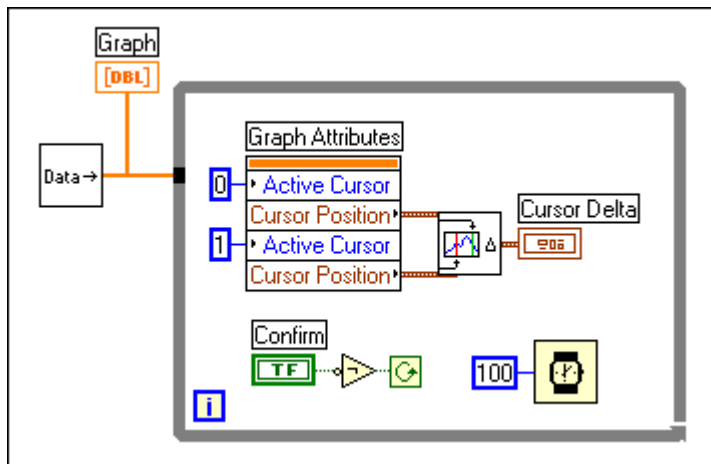 Graph
[DBL]
Data→
Graph Attributes
0
Active Cursor
Cursor Position
1
Active Cursor
Cursor Position
Δ
Cursor Delta
Confirm
TF
100
i